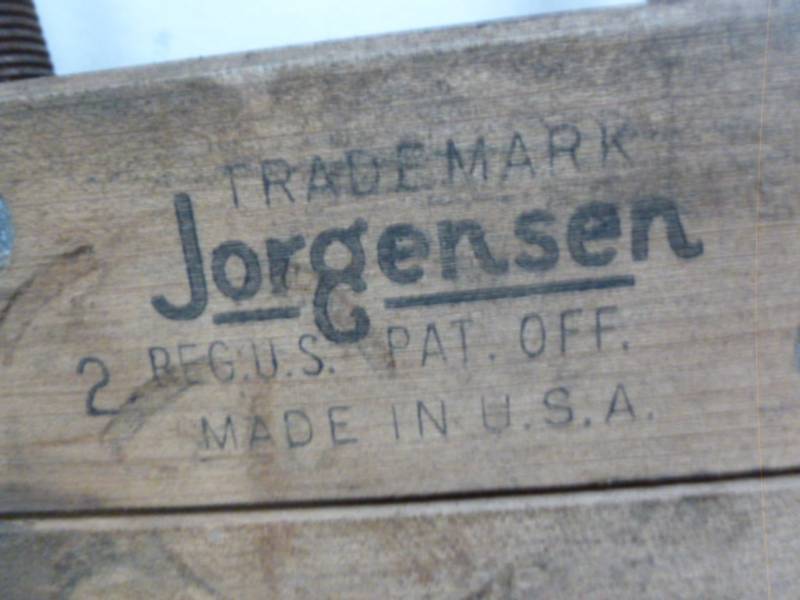 TRADEMARK
Jorgensen
2 REG.U.S. PAT. OFF.
MADE IN U.S.A.